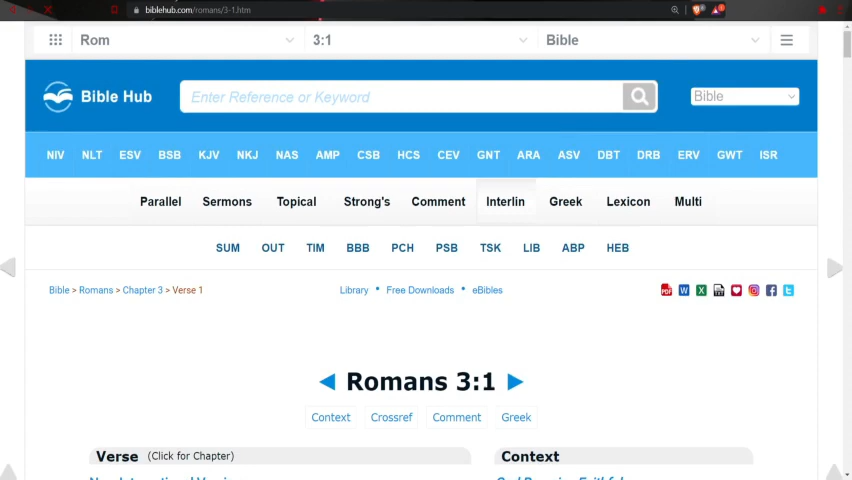 biblehub.com/romans/3-1.htm
Rom 3:1 Bible
Bible Hub Enter Reference or Keyword Bible
NIV NLT ESV BSB KJV NKJ NAS AMP CSB HCS CEV GNT ARA ASV DBT DRB ERV GWT ISR
Parallel Sermons Topical Strong's Comment Interlin Greek Lexicon Multi
SUM OUT TIM BBB PCH PSB TSK LIB ABP HEB
Bible > Romans > Chapter 3 > Verse 1 Library • Free Downloads • eBibles
Romans 3:1
Context Crossref Comment Greek
Verse (Click for Chapter) Context